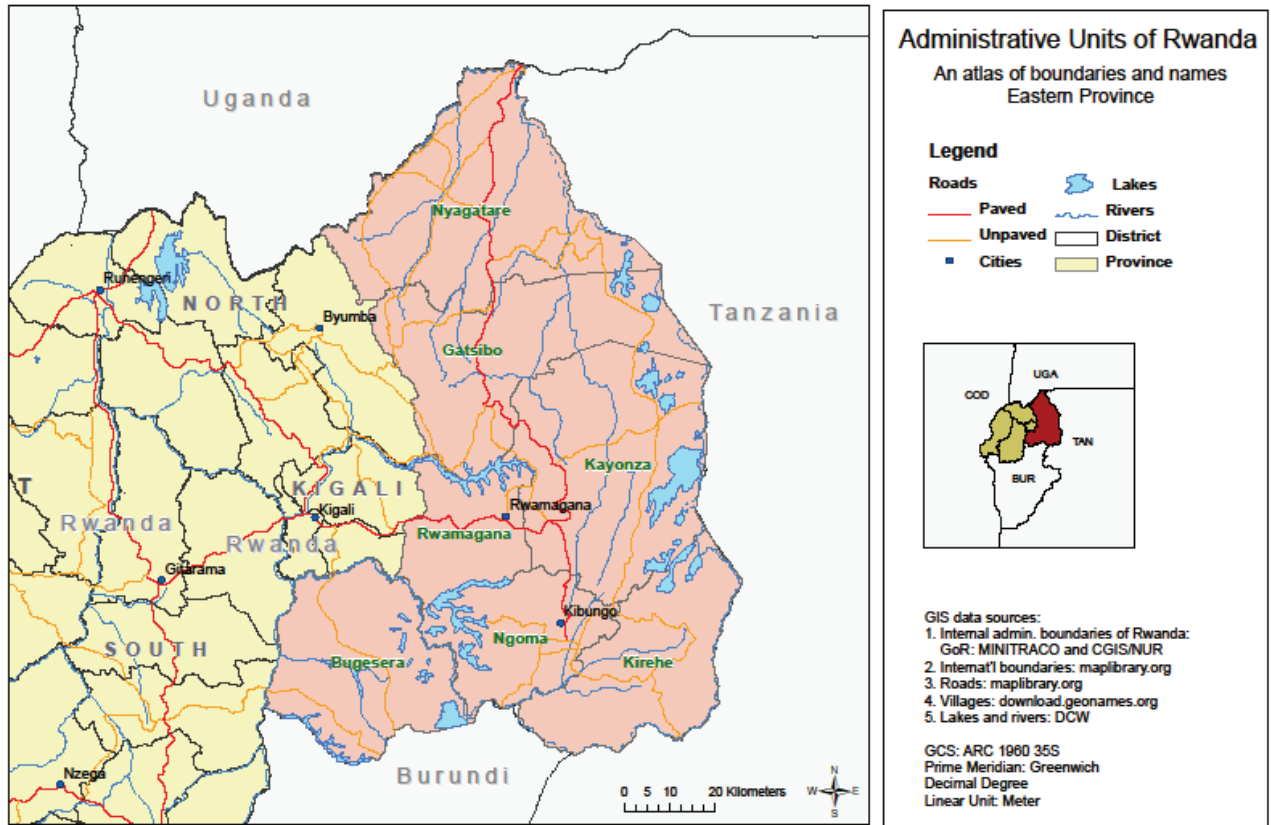 Uganda
Nyagatare
Ruhengeri
NORTH
Byumba
Tanzania
Gatsibo
Kayonza
T
KIGALI
Rwanda
Kigali
Rwanda
Rwamagana
Rwamagana
Gitarama
Kibungo
SOUTH
Ngoma
Bugesera
Kirehe
Burundi
Nzega
0 5 10 20 Kilometers
N
W E
S
Administrative Units of Rwanda
An atlas of boundaries and names
Eastern Province
Legend
Roads
Lakes
Paved
Rivers
Unpaved
District
Cities
Province
UGA
COD
TAN
BUR
GIS data sources:
1. Internal admin. boundaries of Rwanda:
GoR: MINITRACO and CGIS/NUR
2. Internat'l boundaries: maplibrary.org
3. Roads: maplibrary.org
4. Villages: download.geonames.org
5. Lakes and rivers: DCW
GCS: ARC 1960 35S
Prime Meridian: Greenwich
Decimal Degree
Linear Unit: Meter